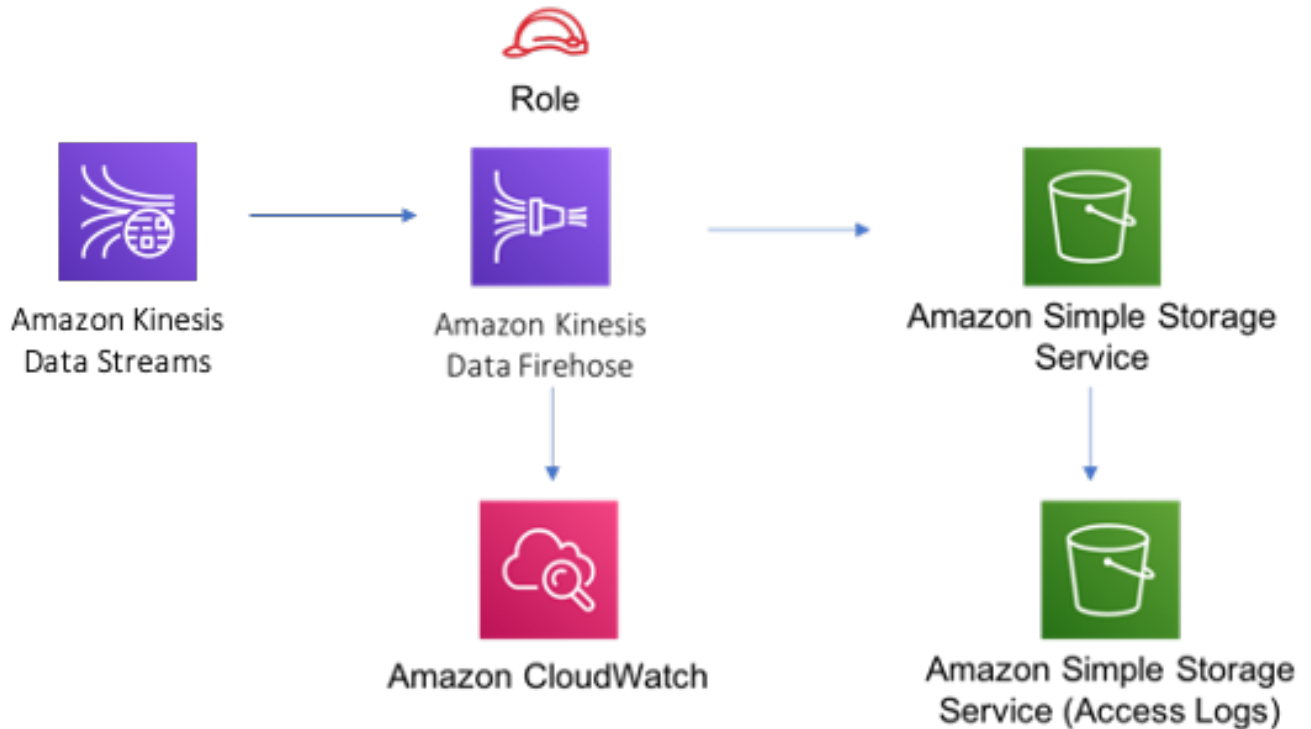 Role
Amazon Kinesis
Data Streams
Amazon Kinesis
Data Firehose
Amazon Simple Storage
Service
Amazon CloudWatch
Amazon Simple Storage
Service (Access Logs)